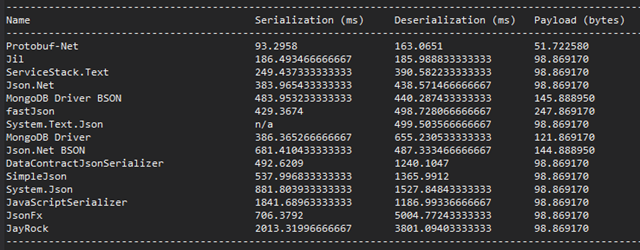 Name Serialization (ms) Deserialization (ms) Payload (bytes)
Protobuf-Net 93.2958 163.0651 51.722580
Jil 186.493466666667 185.988833333333 98.869170
ServiceStack.Text 249.437333333333 390.582233333333 98.869170
Json.Net 383.965433333333 438.571466666667 98.869170
MongoDB Driver BSON 483.953233333333 440.287433333333 145.888950
fastJson 429.3674 498.728066666667 247.869170
System.Text.Json n/a 499.503566666667 98.869170
MongoDB Driver 386.365266666667 655.230533333333 121.869170
Json.Net BSON 681.410433333333 487.333466666667 144.888950
DataContractJsonSerializer 492.6209 1240.1047 98.869170
SimpleJson 537.996833333333 1365.9912 98.869170
System.Json 881.803933333333 1527.84843333333 98.869170
JavaScriptSerializer 1841.68963333333 1186.99336666667 98.869170
JsonFx 706.3792 5004.77243333333 98.869170
JayRock 2013.31996666667 3801.09403333333 98.869170